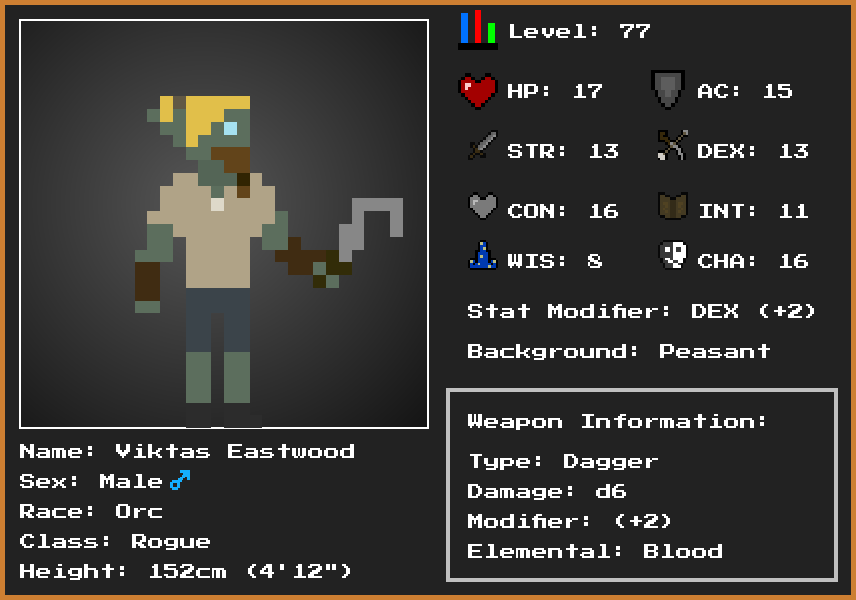 Level: 77
HP: 17 AC: 15
STR: 13 DEX: 13
CON: 16 INT: 11
WIS: 8 CHA: 16
Stat Modifier: DEX (+2)
Background: Peasant
Weapon Information:
Type: Dagger
Damage: d6
Modifier: (+2)
Elemental: Blood
Name: Viktas Eastwood
Sex: Male ♂
Race: Orc
Class: Rogue
Height: 152cm (4'12")